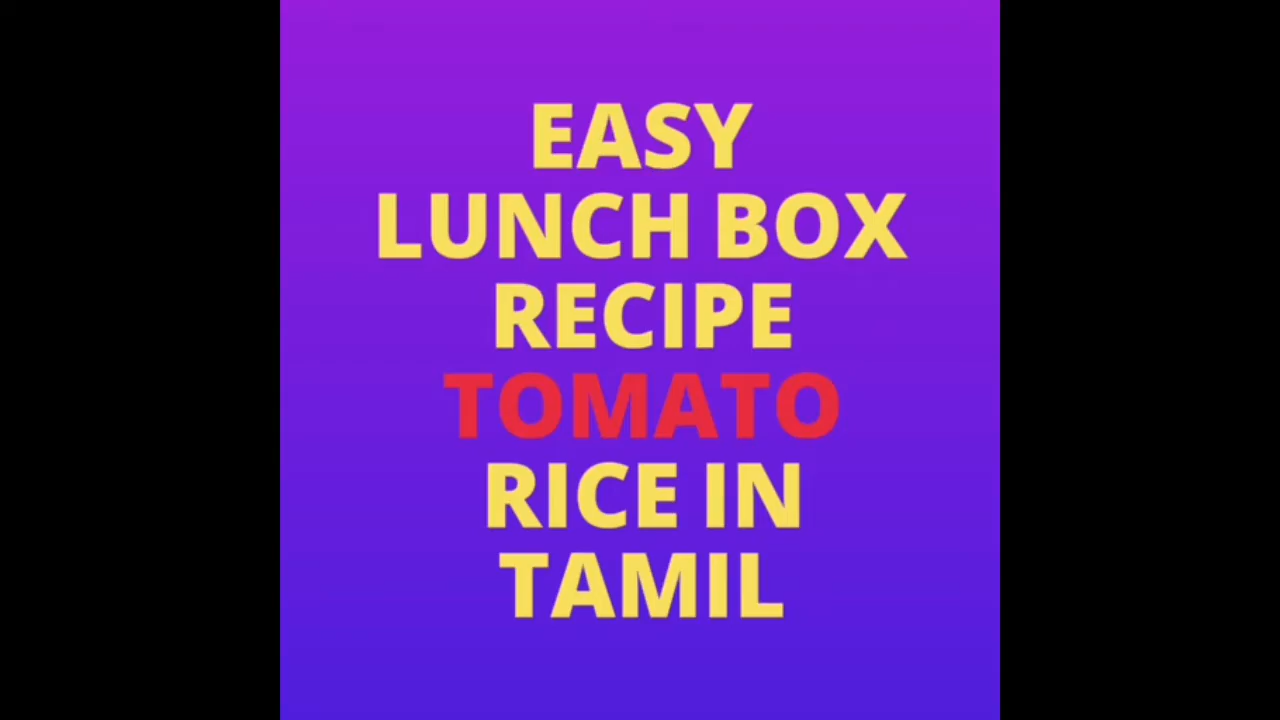 EASY
LUNCH BOX
RECIPE
TOMATO
RICE IN
TAMIL